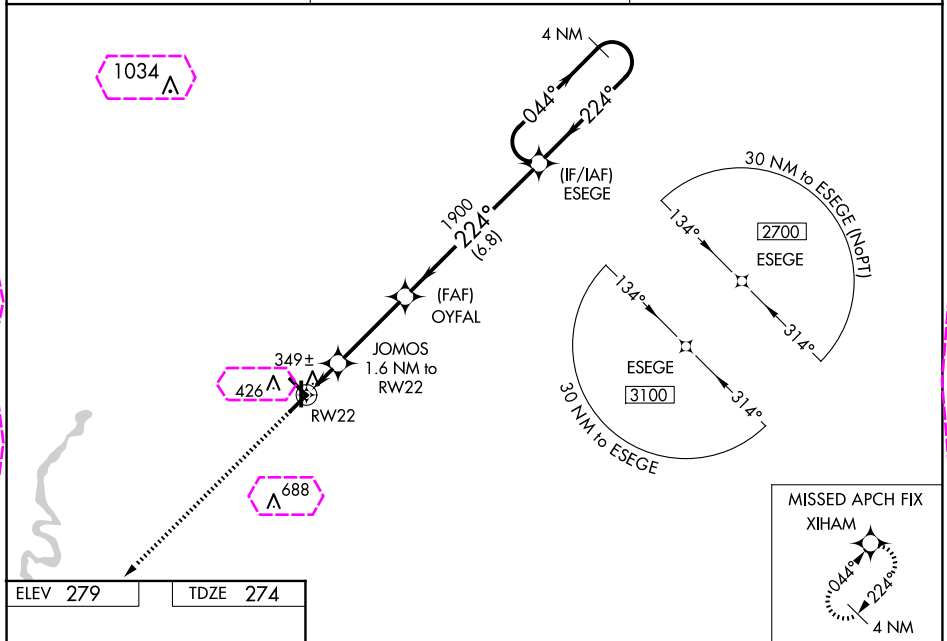 1034
4 NM
044°
224°
(IF/IAF)
ESEGE
30 NM to ESEGE (NoPT)
134°
2700
ESEGE
314°
1900
224°
(6.8)
(FAF)
OYFAL
134°
ESEGE
3100
314°
30 NM to ESEGE
JOMOS
1.6 NM to
RW22
349±
426
RW22
688
MISSED APCH FIX
XIHAM
044°
224°
4 NM
ELEV 279
TDZE 274